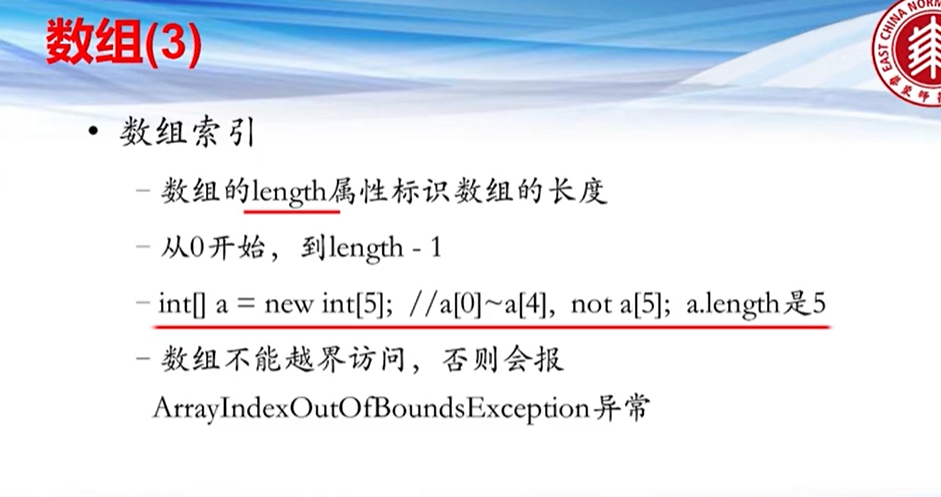 数组(3)
EAST CHINA NORM
• 数组索引
– 数组的length属性标识数组的长度
– 从0开始，到length - 1
– int[] a = new int[5]; //a[0]~a[4], not a[5]; a.length是5
– 数组不能越界访问，否则会报
ArrayIndexOutOfBoundsException异常